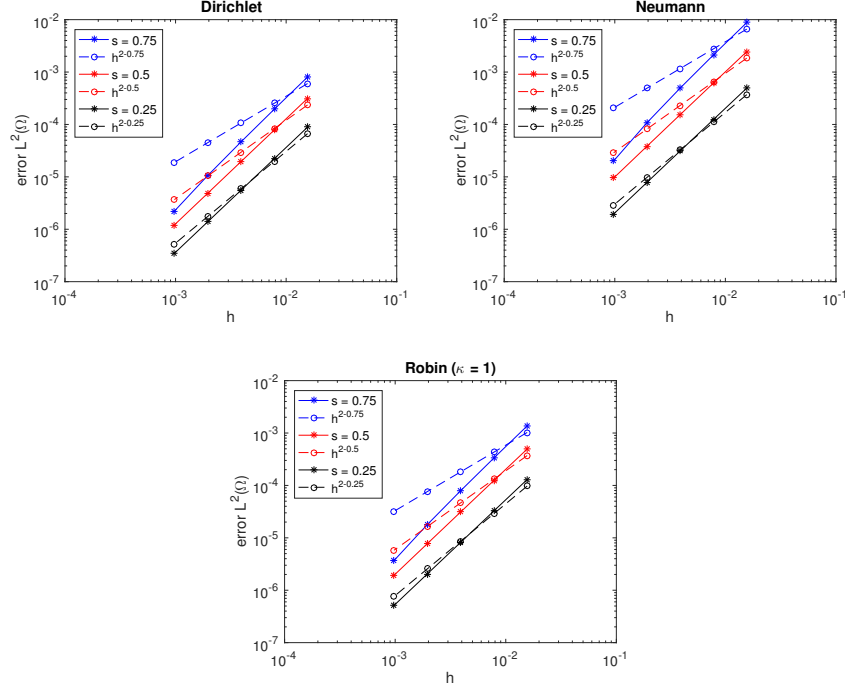 Dirichlet
10^-2
10^-3
10^-4
10^-5
10^-6
10^-7
error L^2(Ω)
s = 0.75
h^2-0.75
s = 0.5
h^2-0.5
s = 0.25
h^2-0.25
10^-4
10^-3
10^-2
10^-1
h
Neumann
10^-2
10^-3
10^-4
10^-5
10^-6
10^-7
error L^2(Ω)
s = 0.75
h^2-0.75
s = 0.5
h^2-0.5
s = 0.25
h^2-0.25
10^-4
10^-3
10^-2
10^-1
h
Robin (κ = 1)
10^-2
10^-3
10^-4
10^-5
10^-6
10^-7
error L^2(Ω)
s = 0.75
h^2-0.75
s = 0.5
h^2-0.5
s = 0.25
h^2-0.25
10^-4
10^-3
10^-2
10^-1
h